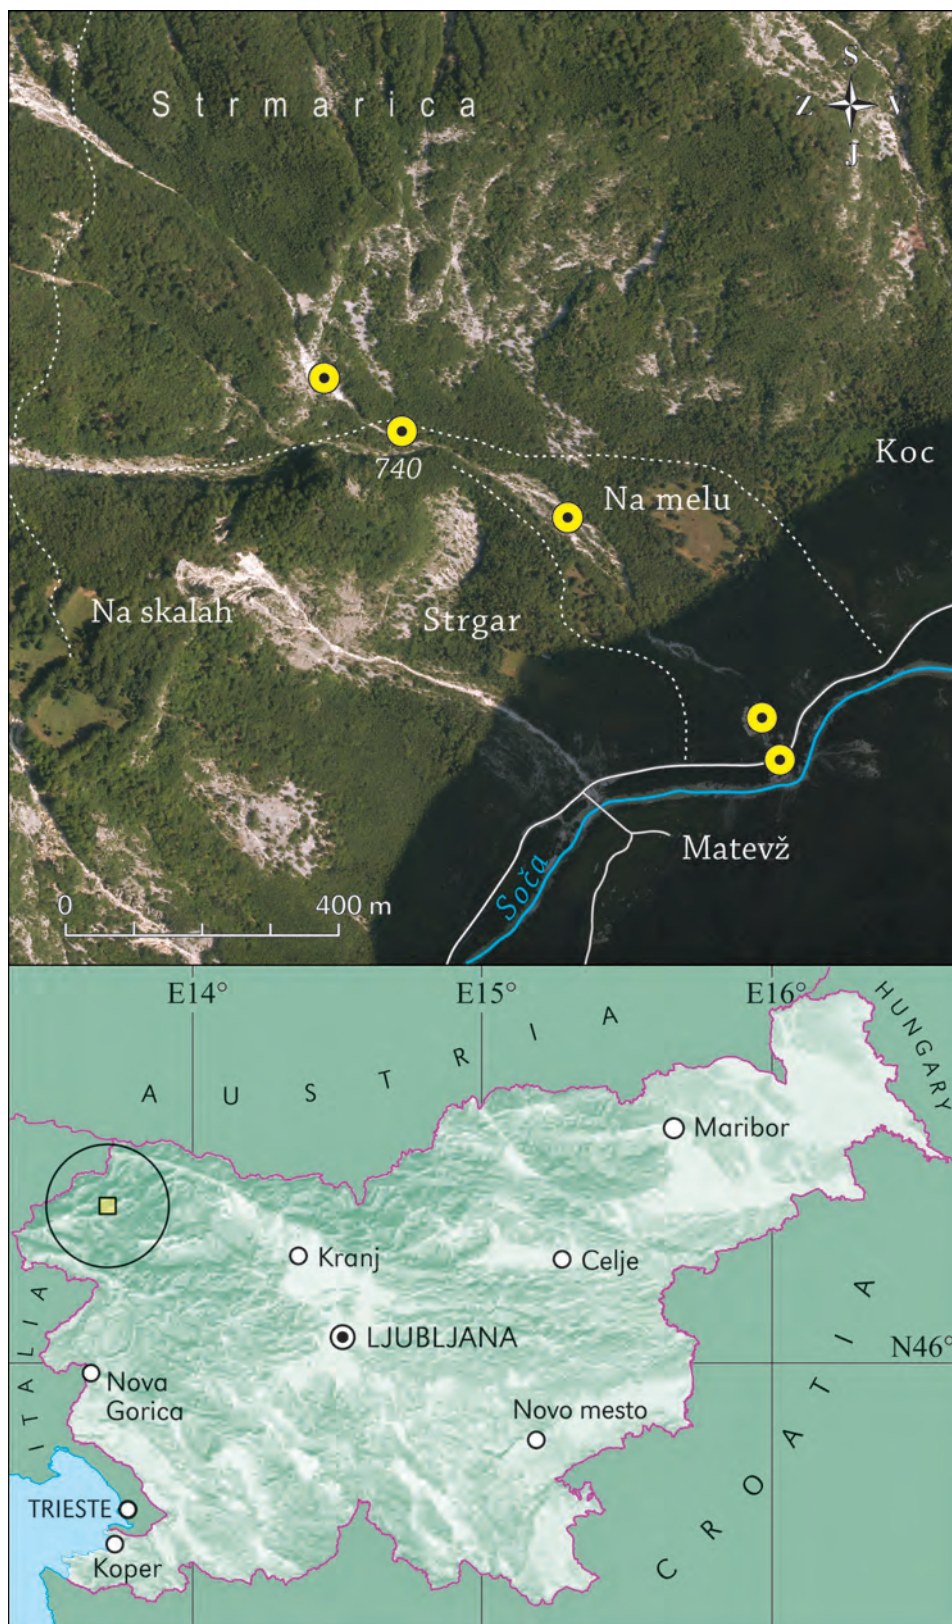 Strmarica
S
Z V
J
740
Koc
Na melu
Na skalah
Strgar
Matevž
Soča
0 400 m
E14° E15° E16°
AUSTRIA
HUNGARY
Maribor
Kranj
Celje
LJUBLJANA
N46°
ITALIA
Nova
Gorica
Novo mesto
CROATIA
TRIESTE
Koper